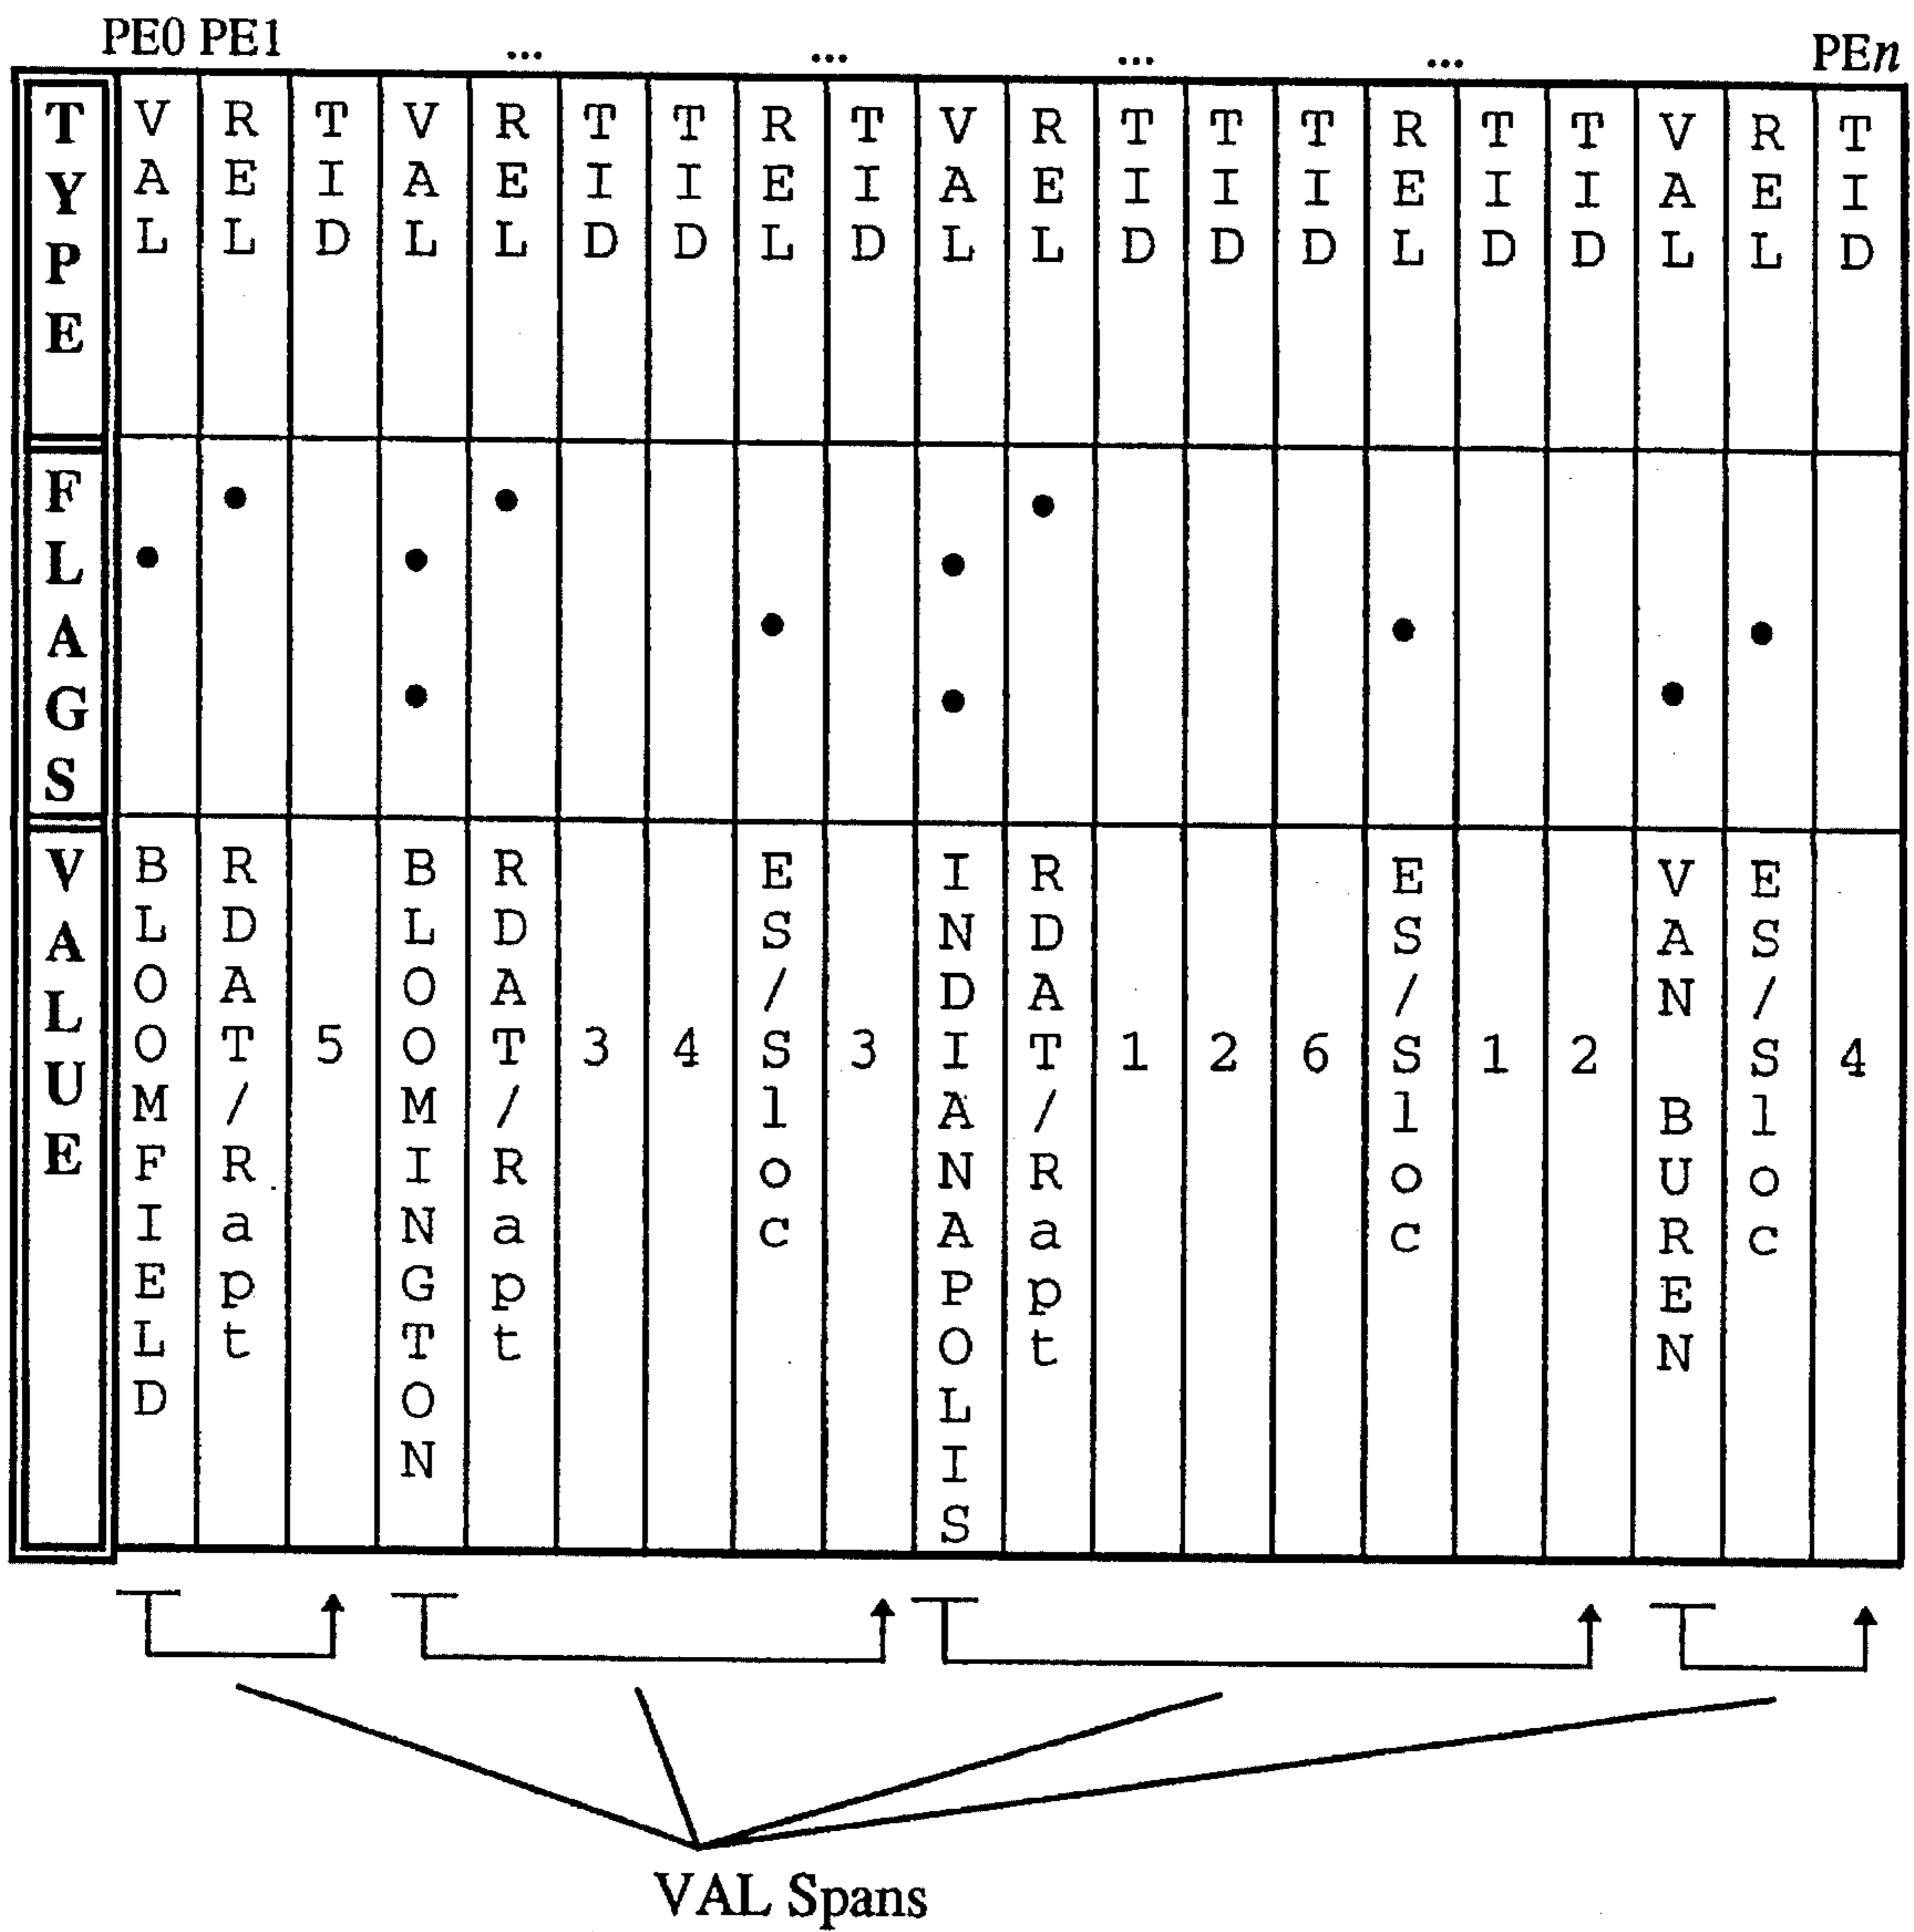 PE0 PE1 ... ... ... ... PEn
TYPE VAL REL TID VAL REL TID TID REL TID VAL REL TID TID TID REL TID TID VAL REL TID
FLAGS
VALUE BLOOMFIELD RDAT/Rapt 5 BLOOMINGTON RDAT/Rapt 3 4 ES/Sloc 3 INDIANAPOLIS RDAT/Rapt 1 2 6 ES/Sloc 1 2 VAN BUREN ES/Sloc 4
VAL Spans